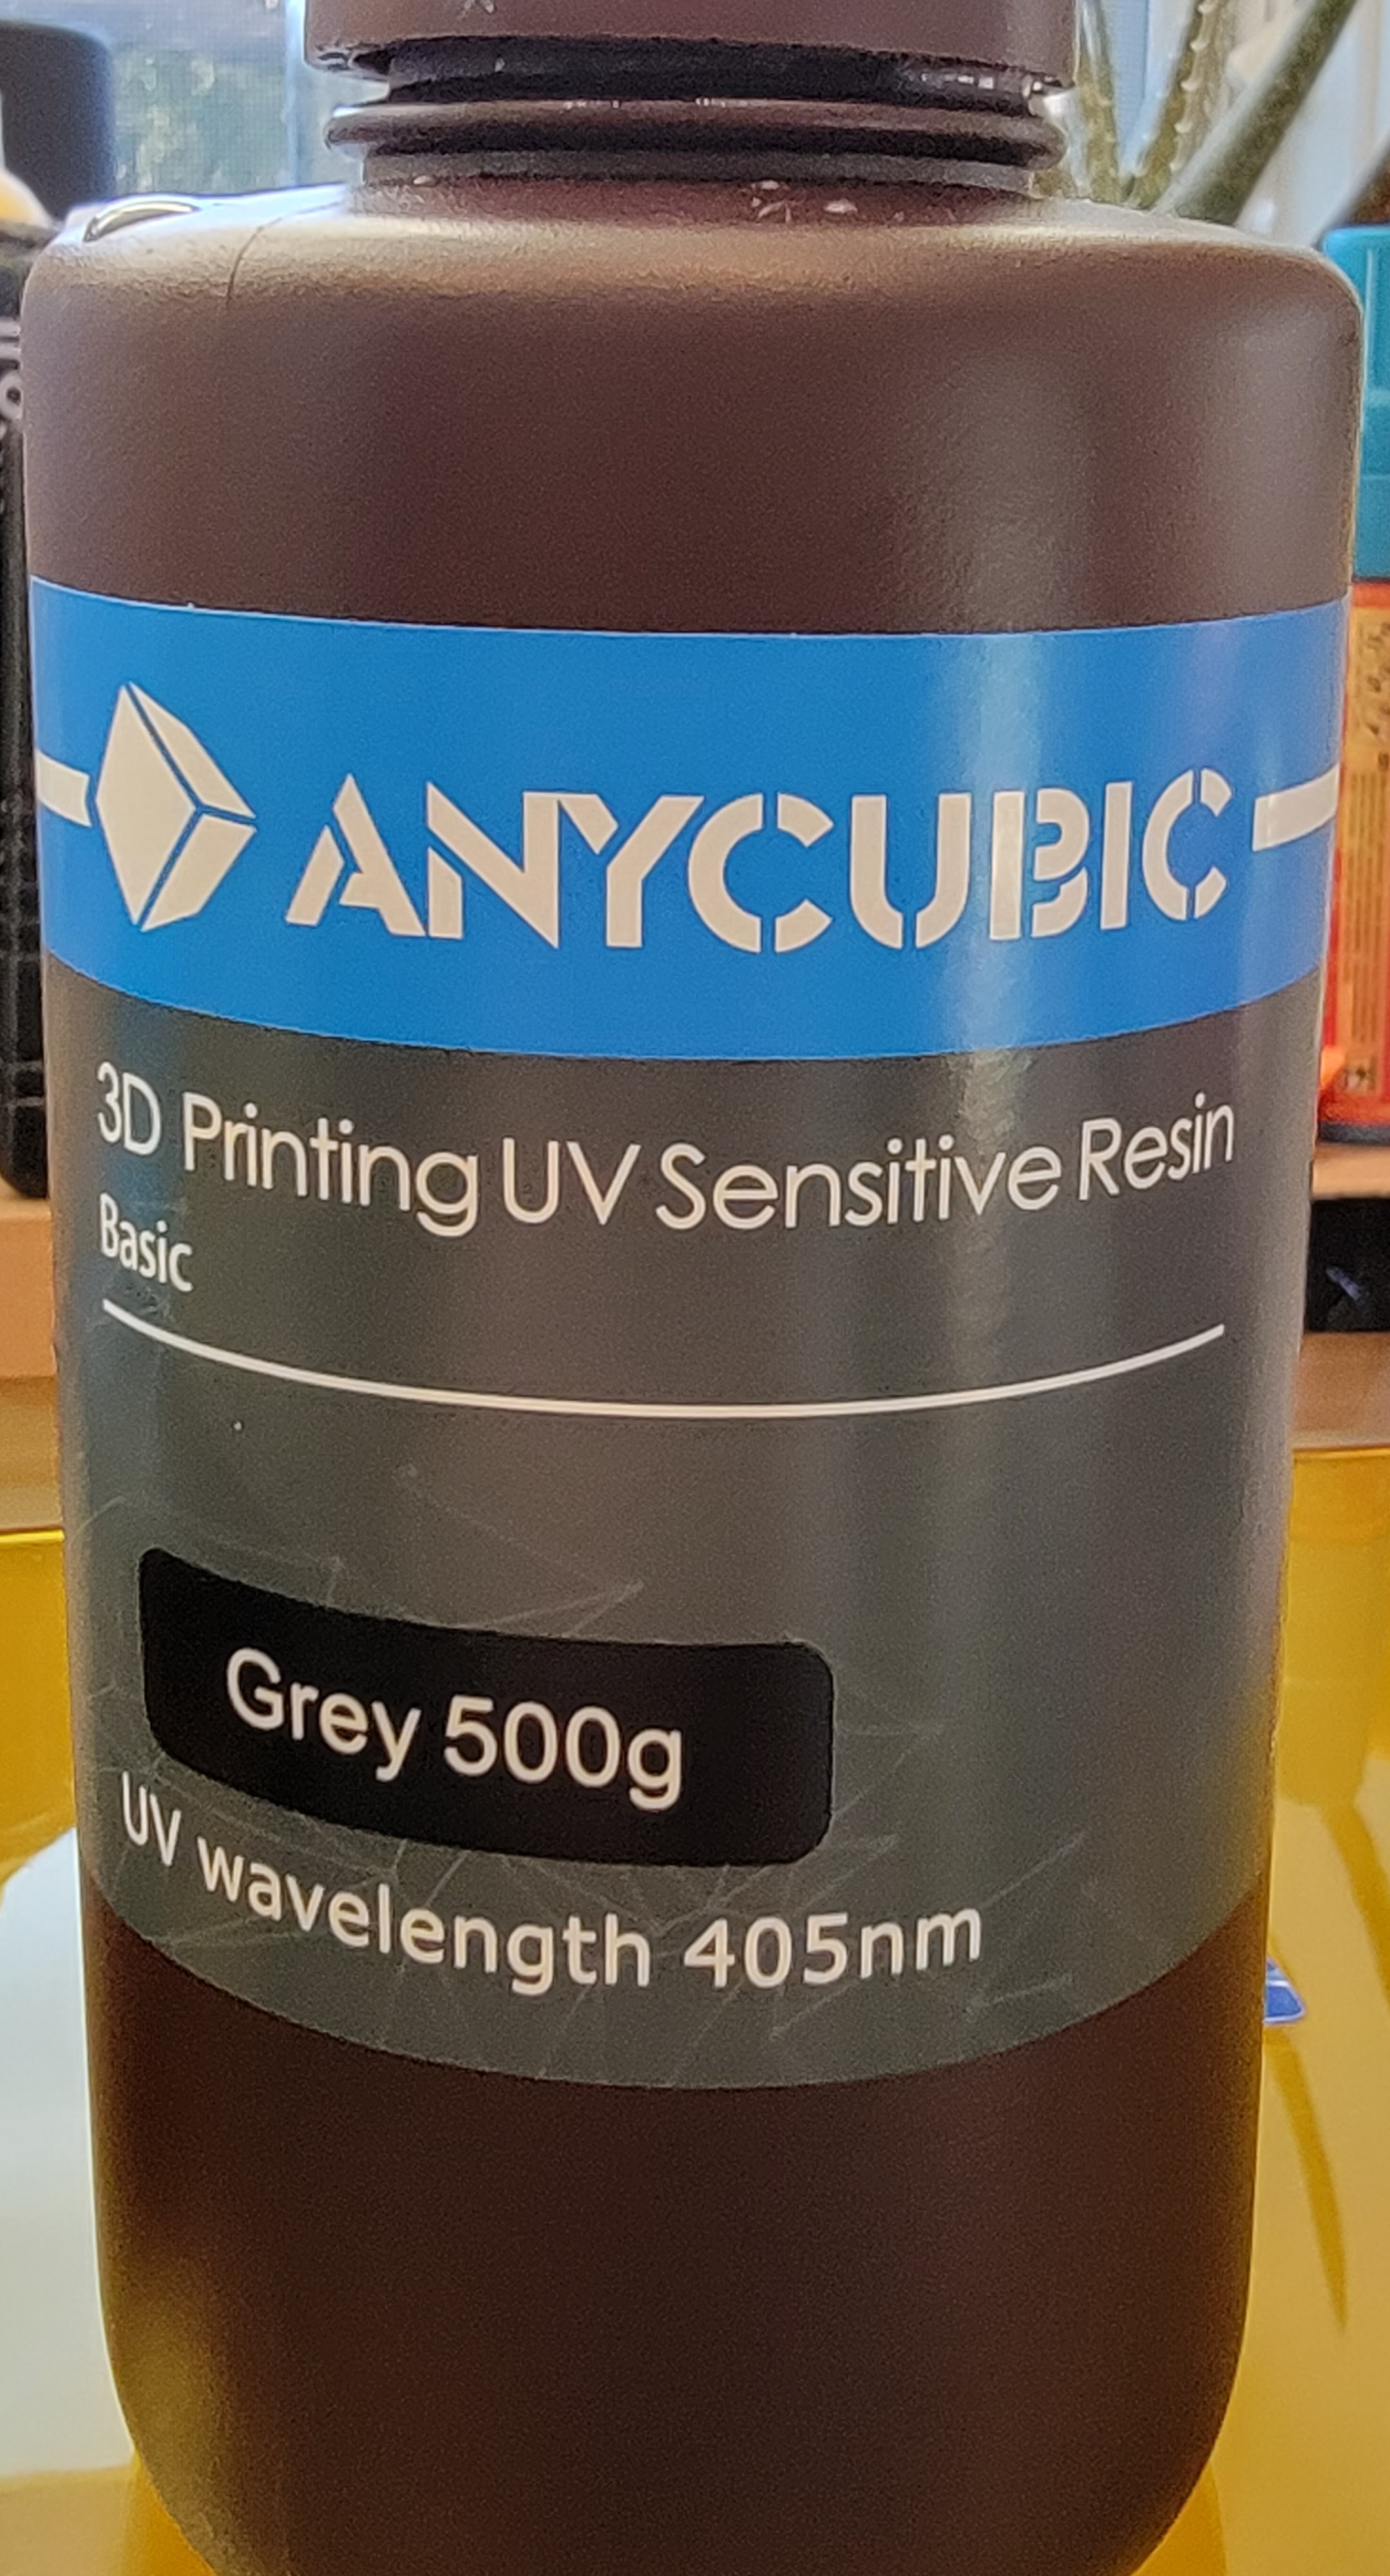 ANYCUBIC
3D Printing UV Sensitive Resin
Basic
Grey 500g
UV wavelength 405nm